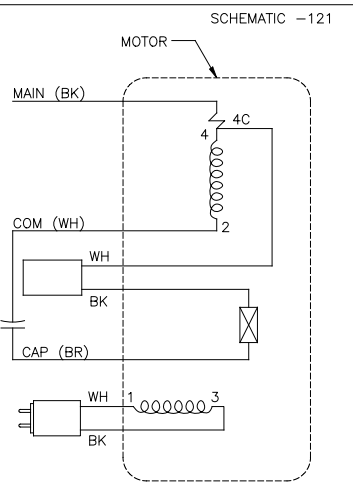 SCHEMATIC -121
MOTOR
MAIN (BK)
4C
4
COM (WH)
2
WH
BK
CAP (BR)
WH
1
3
BK